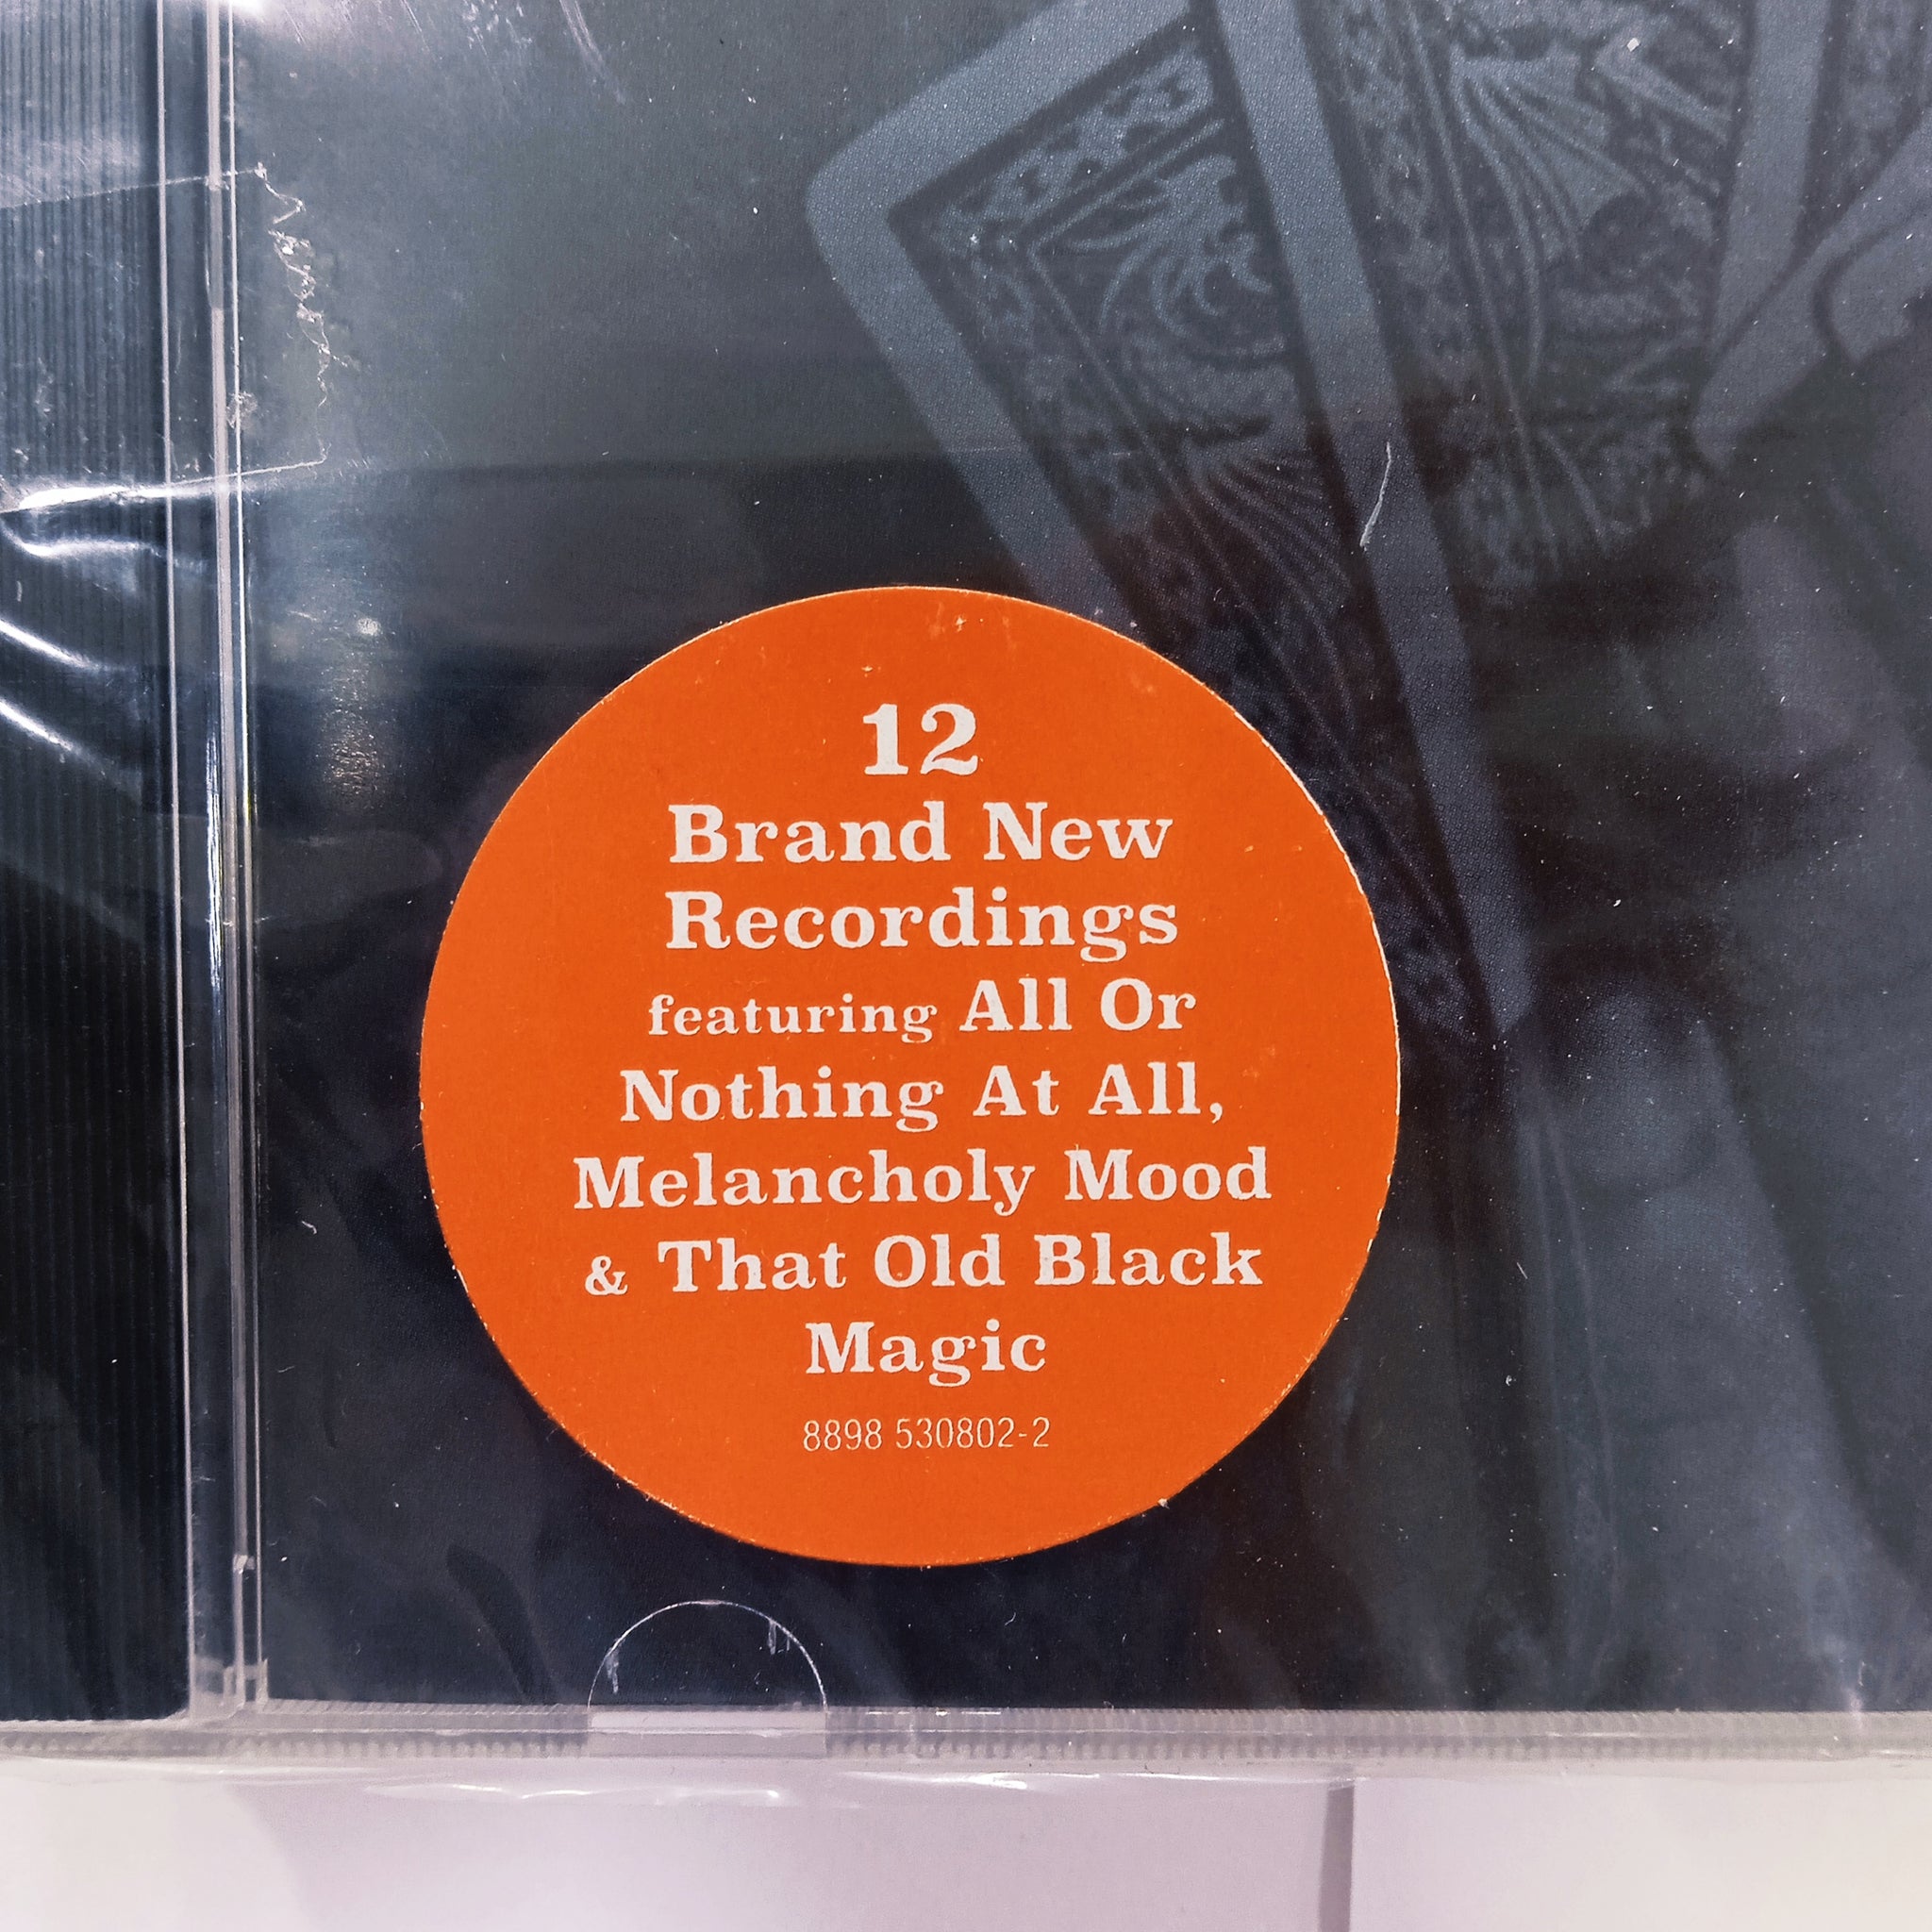 12
Brand New
Recordings
featuring All Or
Nothing At All,
Melancholy Mood
& That Old Black
Magic
8898 530802-2